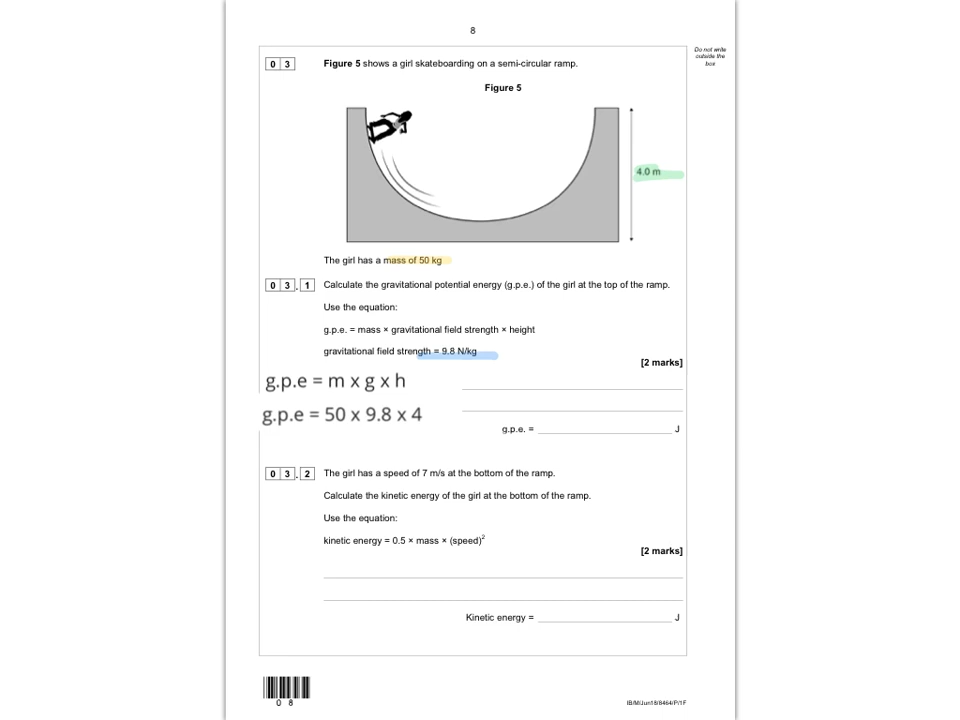 8
Do not write
outside the
box
0 3 Figure 5 shows a girl skateboarding on a semi-circular ramp.
Figure 5
4.0 m
The girl has a mass of 50 kg
0 3 . 1 Calculate the gravitational potential energy (g.p.e.) of the girl at the top of the ramp.
Use the equation:
g.p.e. = mass × gravitational field strength × height
gravitational field strength = 9.8 N/kg
[2 marks]
g.p.e = m x g x h
g.p.e = 50 x 9.8 x 4
g.p.e. = J
0 3 . 2 The girl has a speed of 7 m/s at the bottom of the ramp.
Calculate the kinetic energy of the girl at the bottom of the ramp.
Use the equation:
kinetic energy = 0.5 × mass × (speed)²
[2 marks]
Kinetic energy = J
0 8
IB/M/Jun18/8464/P/1F